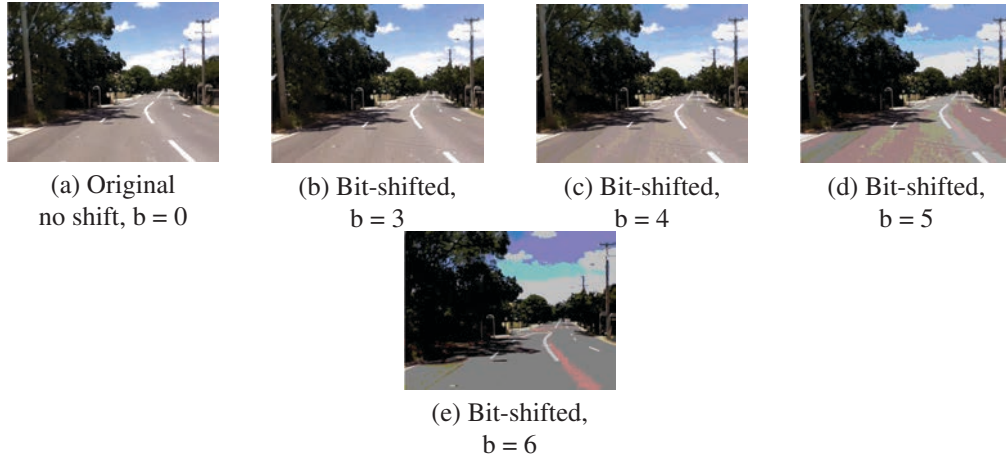 (a) Original
no shift, b = 0
(b) Bit-shifted,
b = 3
(c) Bit-shifted,
b = 4
(d) Bit-shifted,
b = 5
(e) Bit-shifted,
b = 6